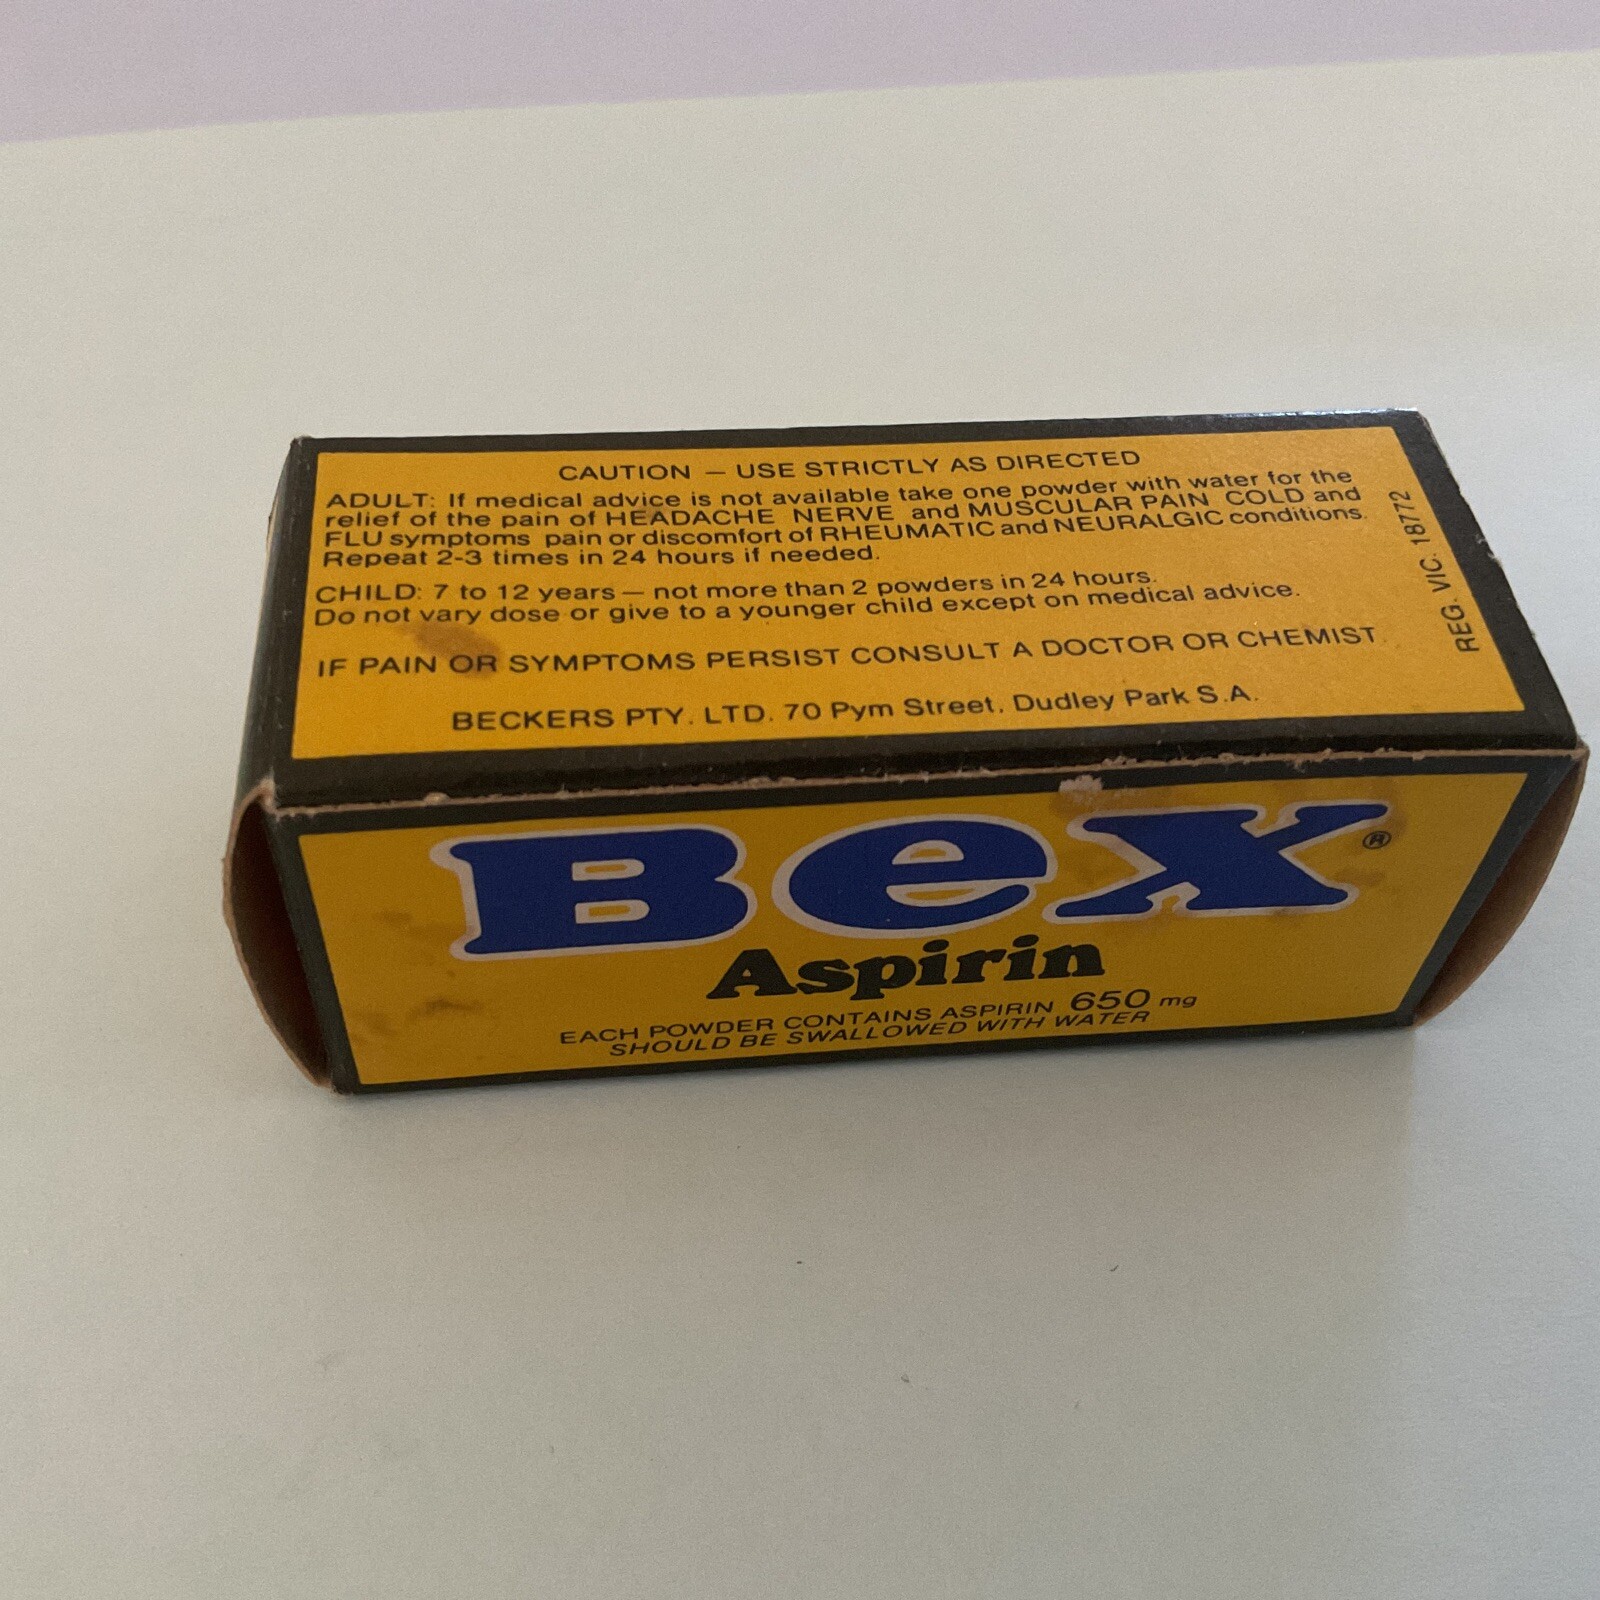 CAUTION – USE STRICTLY AS DIRECTED
ADULT: If medical advice is not available take one powder with water for the
relief of the pain of HEADACHE NERVE and MUSCULAR PAIN COLD and
FLU symptoms pain or discomfort of RHEUMATIC and NEURALGIC conditions.
Repeat 2-3 times in 24 hours if needed.
CHILD: 7 to 12 years – not more than 2 powders in 24 hours.
Do not vary dose or give to a younger child except on medical advice.
IF PAIN OR SYMPTOMS PERSIST CONSULT A DOCTOR OR CHEMIST.
BECKERS PTY. LTD. 70 Pym Street. Dudley Park S.A.
REG. VIC. 18772
Bex®
Aspirin
EACH POWDER CONTAINS ASPIRIN 650 mg
SHOULD BE SWALLOWED WITH WATER